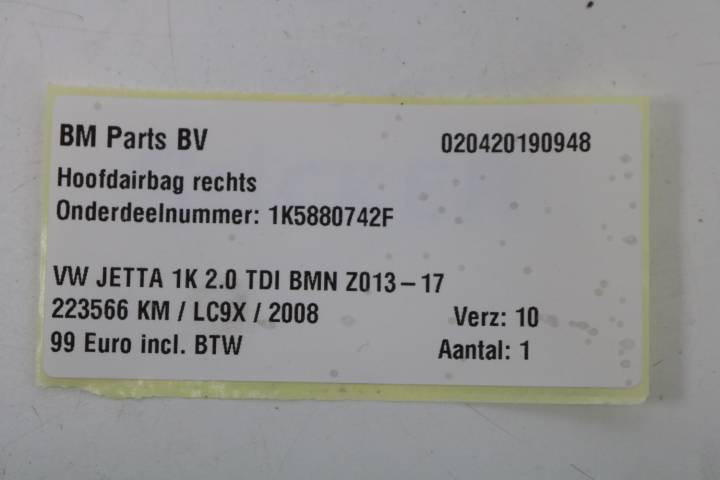 BM Parts BV 020420190948
Hoofdairbag rechts
Onderdeelnummer: 1K5880742F
VW JETTA 1K 2.0 TDI BMN Z013-17
223566 KM / LC9X / 2008 Verz: 10
99 Euro incl. BTW Aantal: 1